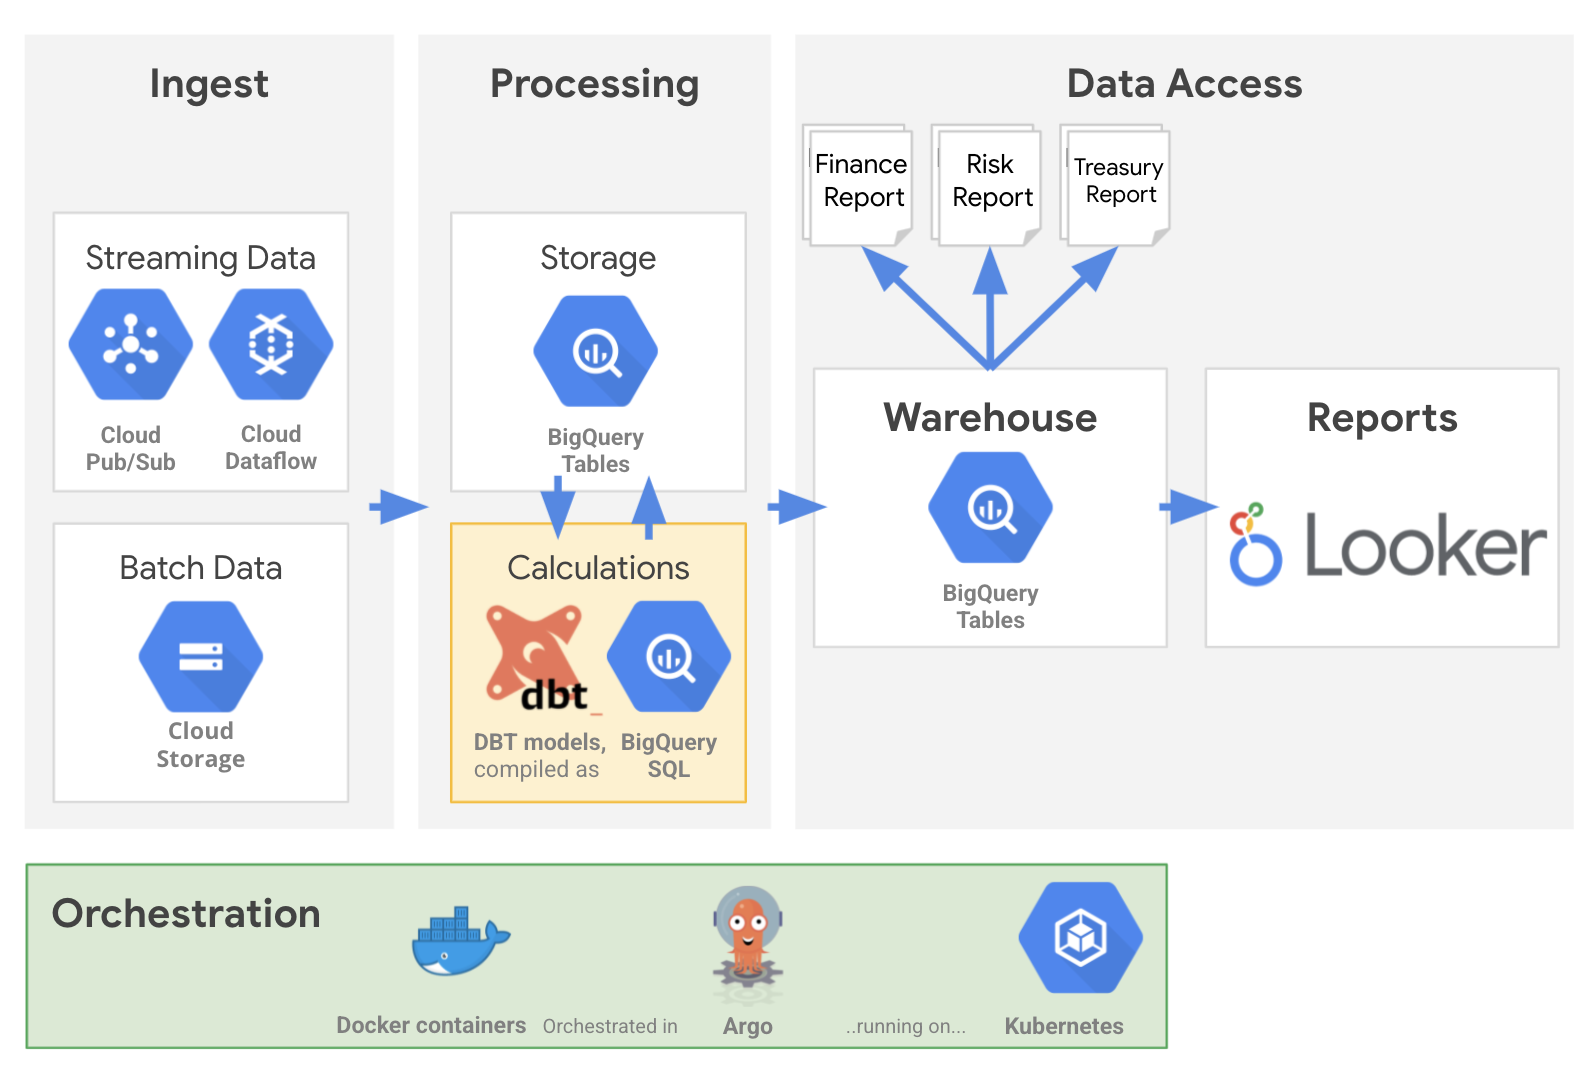 Ingest
Streaming Data
Cloud
Pub/Sub
Cloud
Dataflow
Batch Data
Cloud
Storage
Processing
Storage
BigQuery
Tables
Calculations
dbt_
DBT models,
compiled as
BigQuery
SQL
Data Access
Finance
Report
Risk
Report
Treasury
Report
Warehouse
BigQuery
Tables
Reports
Looker
Orchestration
Docker containers
Orchestrated in
Argo
..running on...
Kubernetes